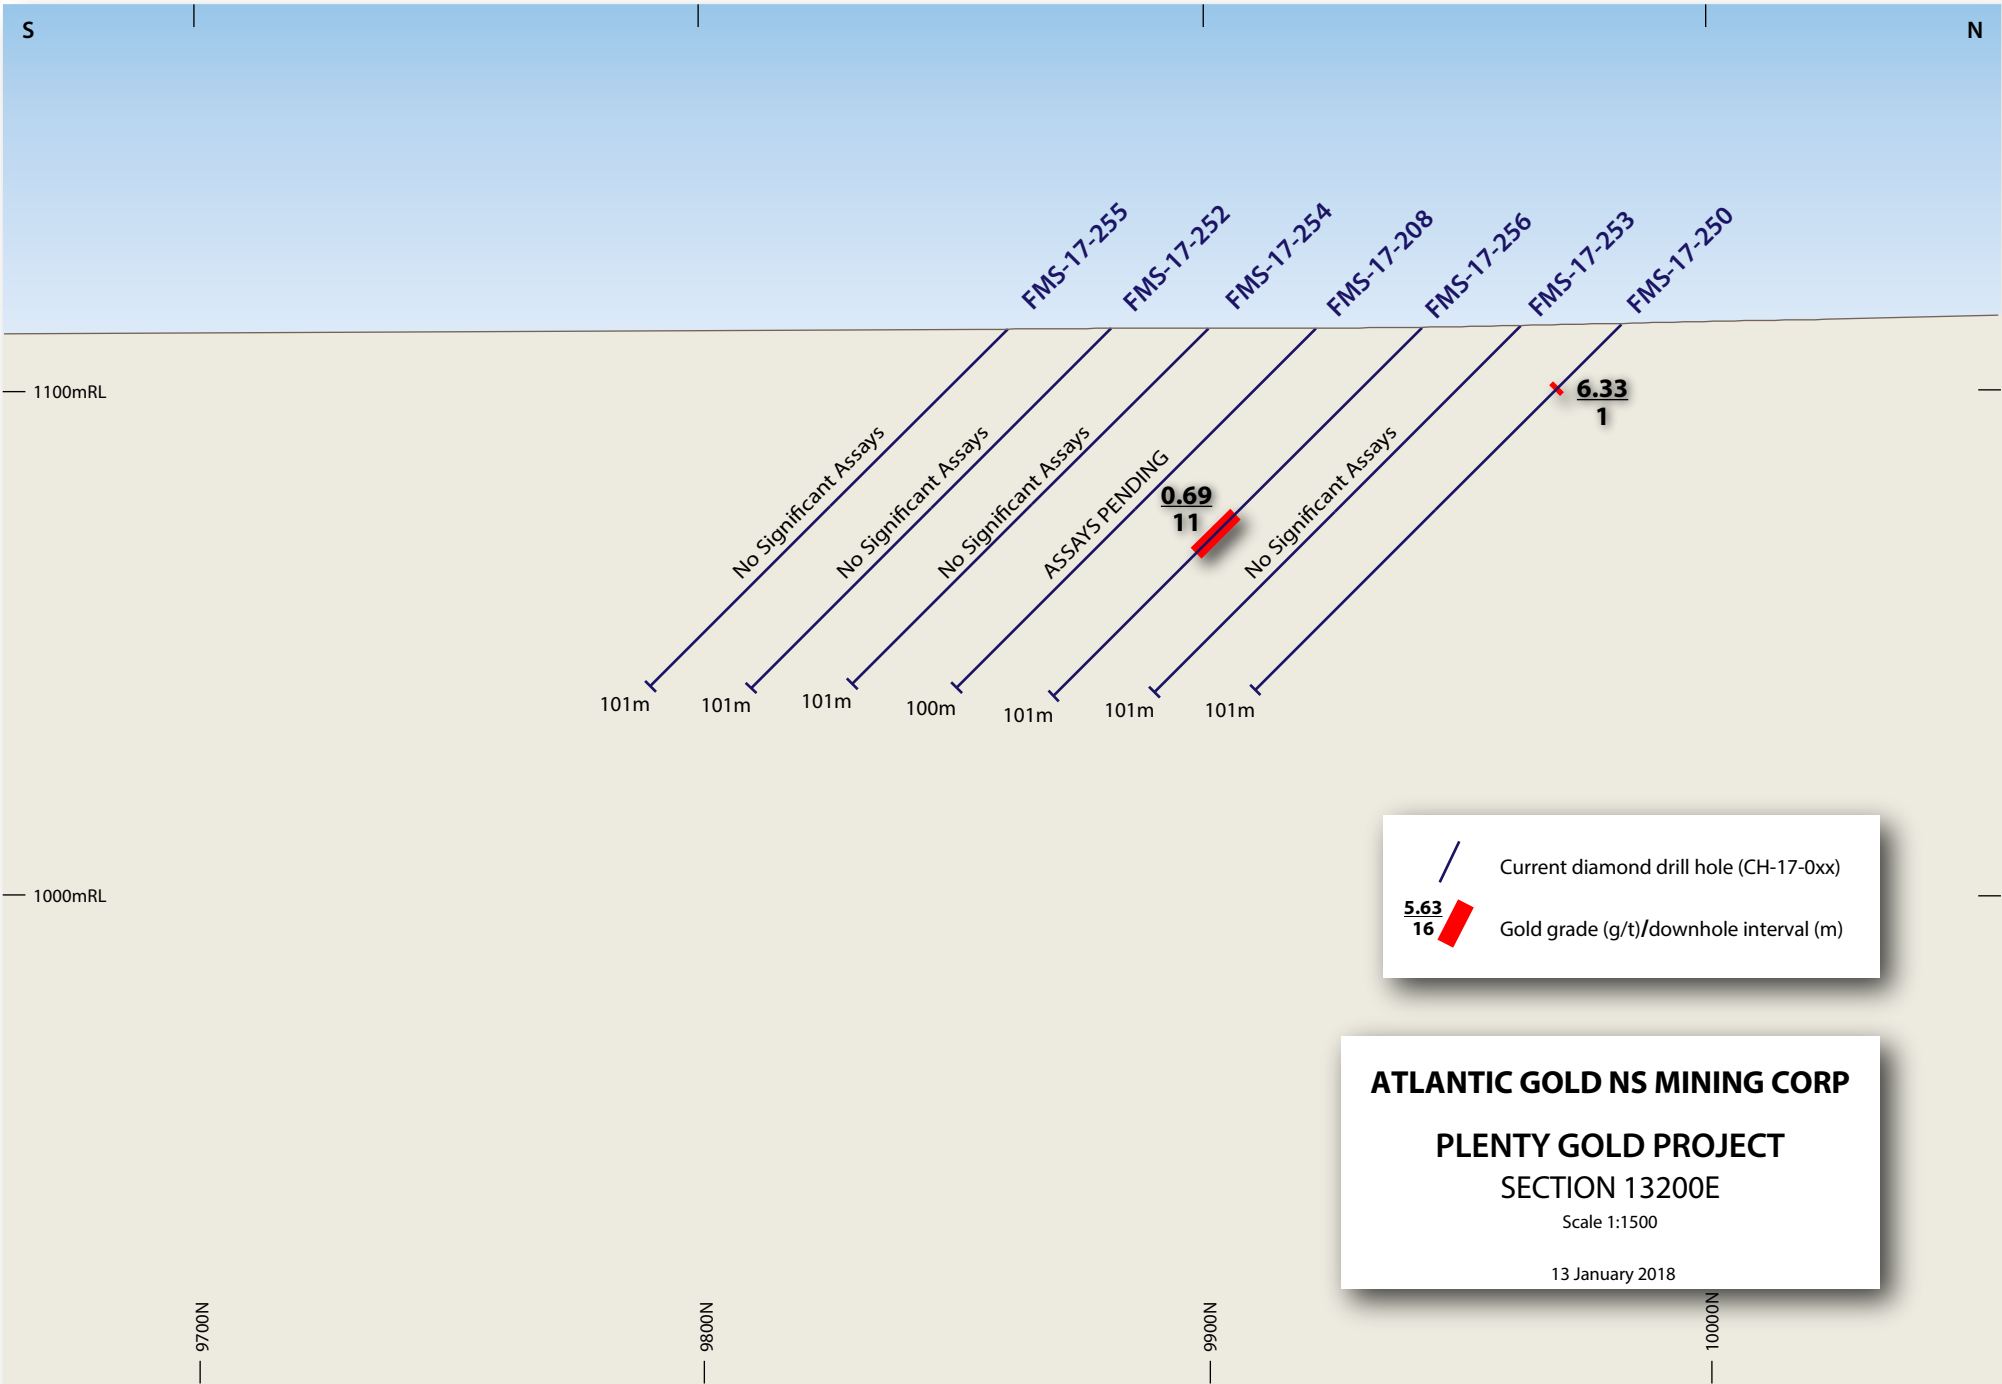 S
N
FMS-17-255
FMS-17-252
FMS-17-254
FMS-17-208
FMS-17-256
FMS-17-253
FMS-17-250
1100mRL
6.33
1
No Significant Assays
No Significant Assays
No Significant Assays
ASSAYS PENDING
0.69
11
No Significant Assays
101m
101m
101m
100m
101m
101m
101m
Current diamond drill hole (CH-17-0xx)
5.63
16
Gold grade (g/t)/downhole interval (m)
1000mRL
ATLANTIC GOLD NS MINING CORP
PLENTY GOLD PROJECT
SECTION 13200E
Scale 1:1500
13 January 2018
9700N
9800N
9900N
10000N